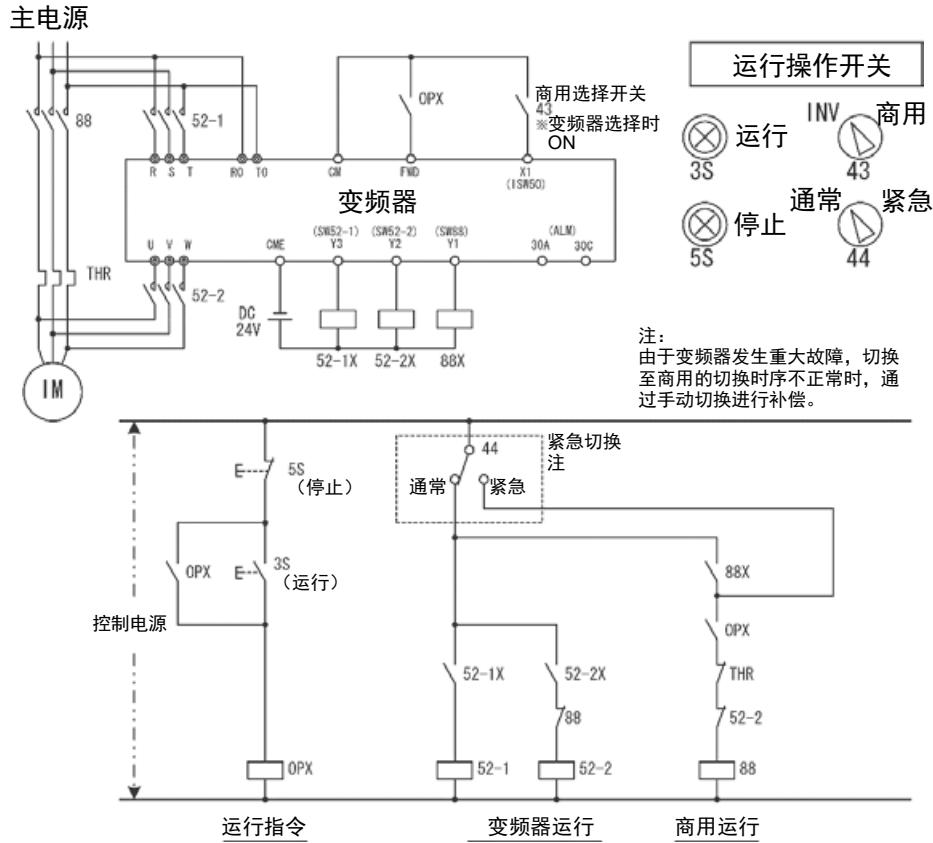 主电源
88
52-1
OPX
商用选择开关
43
※变频器选择时
ON
R S T
R0 T0
CM
FWD
X1
(ISW50)
变频器
U V W
CME
(SW52-1)
Y3
(SW52-2)
Y2
(SW88)
Y1
(ALM)
30A
30C
THR
52-2
DC
24V
52-1X
52-2X
88X
IM
运行操作开关
运行
3S
INV
商用
43
停止
5S
通常
紧急
44
注：
由于变频器发生重大故障，切换
至商用的切换时序不正常时，通
过手动切换进行补偿。
控制电源
5S
（停止）
OPX
3S
（运行）
OPX
44
通常
紧急
紧急切换
注
52-1X
52-2X
88
52-1
52-2
88X
OPX
THR
52-2
88
运行指令
变频器运行
商用运行